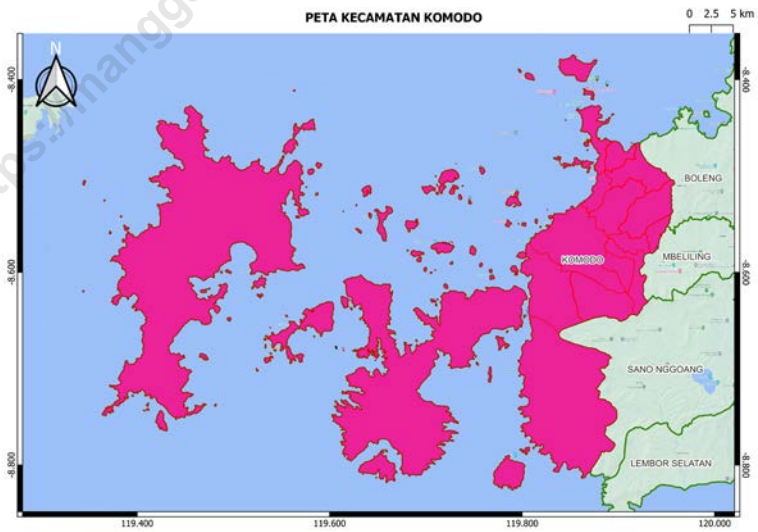 PETA KECAMATAN KOMODO
0 2.5 5 km
N
-8.400
-8.400
BOLENG
MBELILING
KOMODO
-8.600
-8.600
SANO NGGOANG
LEMBOR SELATAN
-8.800
-8.800
119.400
119.600
119.800
120.000